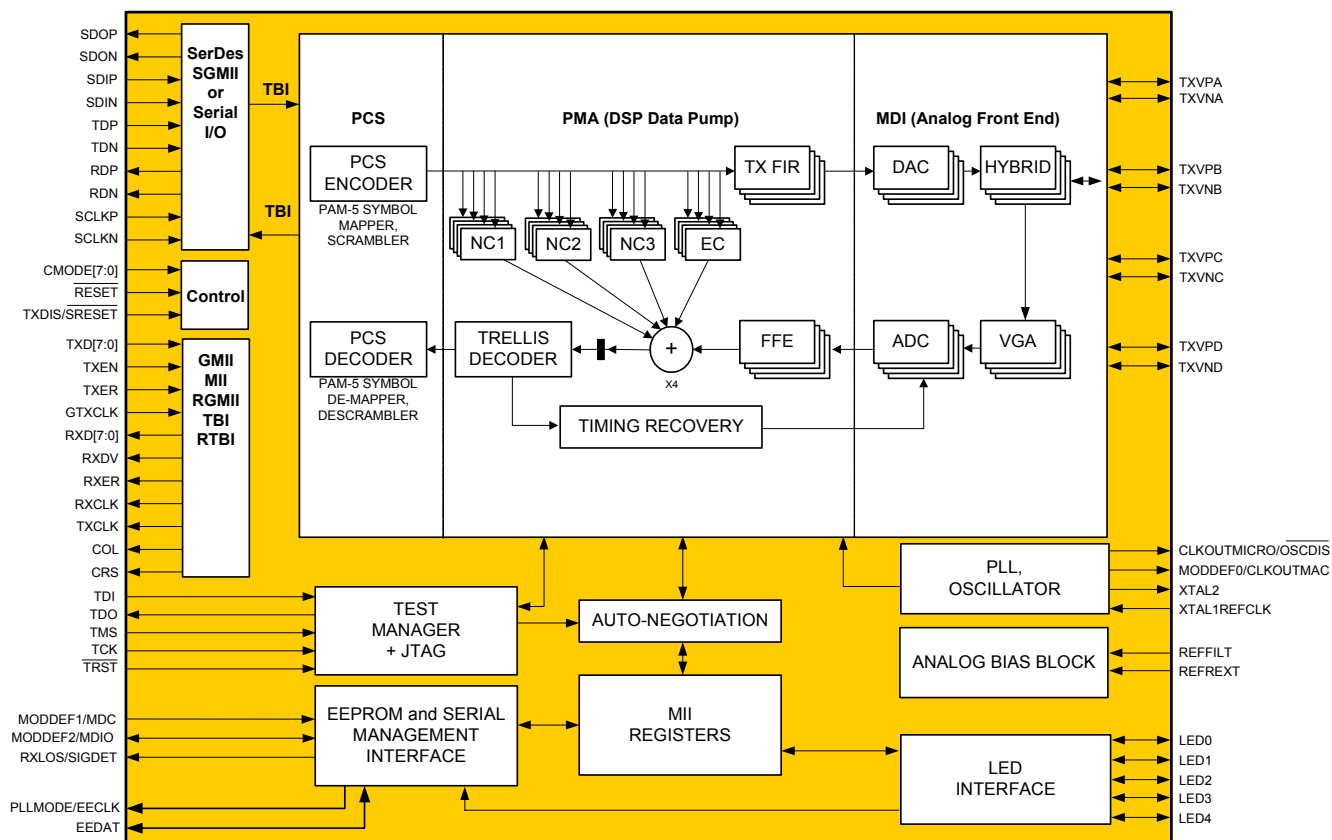 SDOP
SDON
SDIP
SDIN
TDP
TDN
RDP
RDN
SCLKP
SCLKN
CMODE[7:0]
RESET
TXDIS/SRESET
TXD[7:0]
TXEN
TXER
GTXCLK
RXD[7:0]
RXDV
RXER
RXCLK
TXCLK
COL
CRS
TDI
TDO
TMS
TCK
TRST
MODDEF1/MDC
MODDEF2/MDIO
RXLOS/SIGDET
PLLMODE/EECLK
EEDAT
SerDes
SGMII
or
Serial
I/O
TBI
TBI
Control
GMII
MII
RGMII
TBI
RTBI
PCS
PCS
ENCODER
PAM-5 SYMBOL
MAPPER,
SCRAMBLER
PCS
DECODER
PAM-5 SYMBOL
DE-MAPPER,
DESCRAMBLER
PMA (DSP Data Pump)
TX FIR
NC1
NC2
NC3
EC
TRELLIS
DECODER
+
X4
FFE
TIMING RECOVERY
MDI (Analog Front End)
DAC
HYBRID
ADC
VGA
TEST
MANAGER
+ JTAG
AUTO-NEGOTIATION
EEPROM and SERIAL
MANAGEMENT
INTERFACE
MII
REGISTERS
PLL,
OSCILLATOR
ANALOG BIAS BLOCK
LED
INTERFACE
TXVPA
TXVNA
TXVPB
TXVNB
TXVPC
TXVNC
TXVPD
TXVND
CLKOUTMICRO/OSCDIS
MODDEF0/CLKOUTMAC
XTAL2
XTAL1REFCLK
REFFILT
REFREXT
LED0
LED1
LED2
LED3
LED4